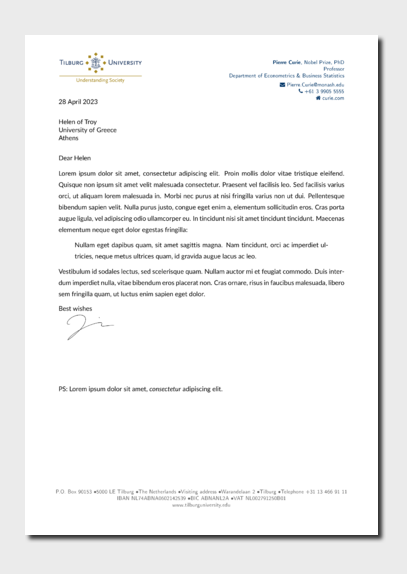 TILBURG UNIVERSITY
Understanding Society
Pierre Curie, Nobel Prize, PhD
Professor
Department of Econometrics & Business Statistics
Pierre.Curie@monash.edu
+61 3 9905 5555
curie.com
28 April 2023
Helen of Troy
University of Greece
Athens
Dear Helen
Lorem ipsum dolor sit amet, consectetur adipiscing elit. Proin mollis dolor vitae tristique eleifend.
Quisque non ipsum sit amet velit malesuada consectetur. Praesent vel facilisis leo. Sed facilisis varius
orci, ut aliquam lorem malesuada in. Morbi nec purus at nisi fringilla varius non ut dui. Pellentesque
bibendum sapien velit. Nulla purus justo, congue eget enim a, elementum sollicitudin eros. Cras porta
augue ligula, vel adipiscing odio ullamcorper eu. In tincidunt nisi sit amet tincidunt tincidunt. Maecenas
elementum neque eget dolor egestas fringilla:
Nullam eget dapibus quam, sit amet sagittis magna. Nam tincidunt, orci ac imperdiet ul-
tricies, neque metus ultrices quam, id gravida augue lacus ac leo.
Vestibulum id sodales lectus, sed scelerisque quam. Nullam auctor mi et feugiat commodo. Duis inter-
dum imperdiet nulla, vitae bibendum eros placerat non. Cras ornare, risus in faucibus malesuada, libero
sem fringilla quam, ut luctus enim sapien eget dolor.
Best wishes
PS: Lorem ipsum dolor sit amet, consectetur adipiscing elit.
P.O. Box 90153 •5000 LE Tilburg •The Netherlands •Visiting address •Warandelaan 2 •Tilburg •Telephone +31 13 466 91 11
IBAN •BIC ABNANL2A •VAT
www.tilburguniversity.edu